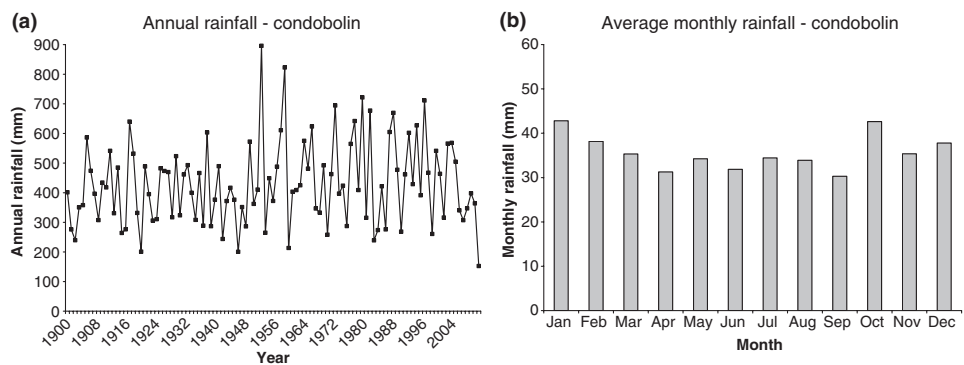 (a) Annual rainfall - condobolin
Annual rainfall (mm)
900
800
700
600
500
400
300
200
100
0
1900 1908 1916 1924 1932 1940 1948 1956 1964 1972 1980 1988 1996 2004
Year
(b) Average monthly rainfall - condobolin
Monthly rainfall (mm)
60
50
40
30
20
10
0
Jan Feb Mar Apr May Jun Jul Aug Sep Oct Nov Dec
Month